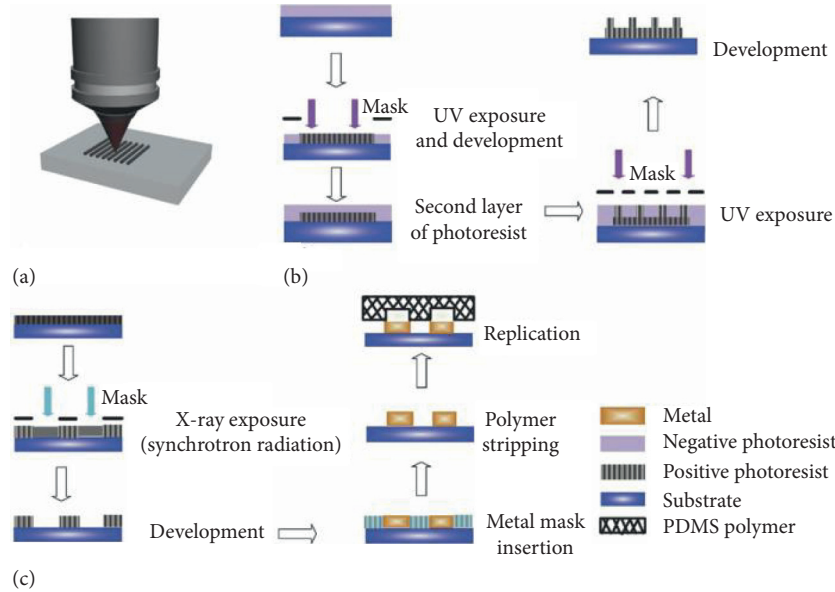 (a)
Mask
UV exposure
and development
Second layer
of photoresist
Development
Mask
UV exposure
(b)
Mask
X-ray exposure
(synchrotron radiation)
Development
Replication
Polymer
stripping
Metal mask
insertion
Metal
Negative photoresist
Positive photoresist
Substrate
PDMS polymer
(c)